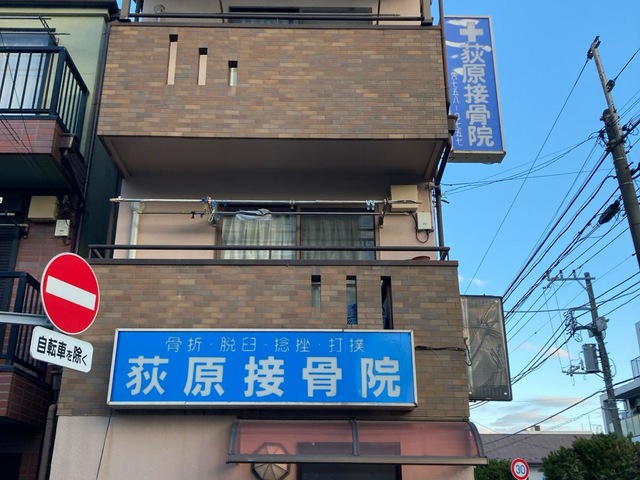 荻原接骨院
骨折・脱臼・捻挫・打撲
荻原接骨院
自転車を除く
30